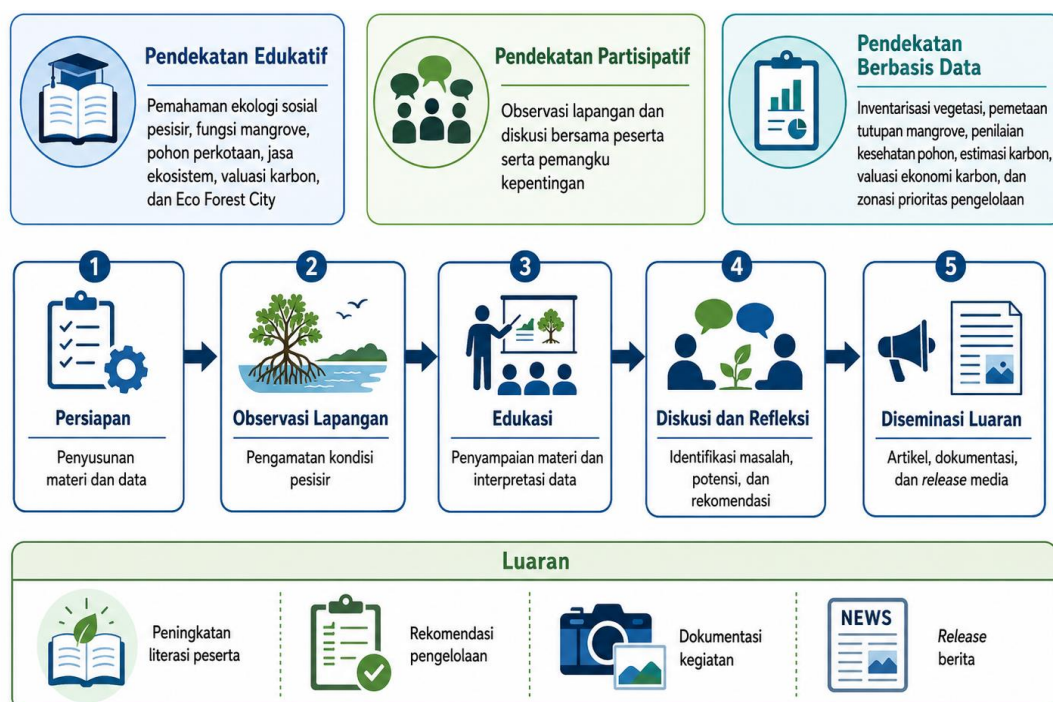 Pendekatan Edukatif
Pemahaman ekologi sosial
pesisir, fungsi mangrove,
pohon perkotaan, jasa
ekosistem, valuasi karbon,
dan Eco Forest City
Pendekatan Partisipatif
Observasi lapangan dan
diskusi bersama peserta
serta pemangku
kepentingan
Pendekatan
Berbasis Data
Inventarisasi vegetasi, pemetaan
tutupan mangrove, penilaian
kesehatan pohon, estimasi karbon,
valuasi ekonomi karbon, dan
zonasi prioritas pengelolaan
1
Persiapan
Penyusunan
materi dan data
2
Observasi Lapangan
Pengamatan kondisi
pesisir
3
Edukasi
Penyampaian materi dan
interpretasi data
4
Diskusi dan Refleksi
Identifikasi masalah,
potensi, dan
rekomendasi
5
Diseminasi Luaran
Artikel, dokumentasi,
dan release media
Luaran
Peningkatan
literasi peserta
Rekomendasi
pengelolaan
Dokumentasi
kegiatan
NEWS
Release
berita